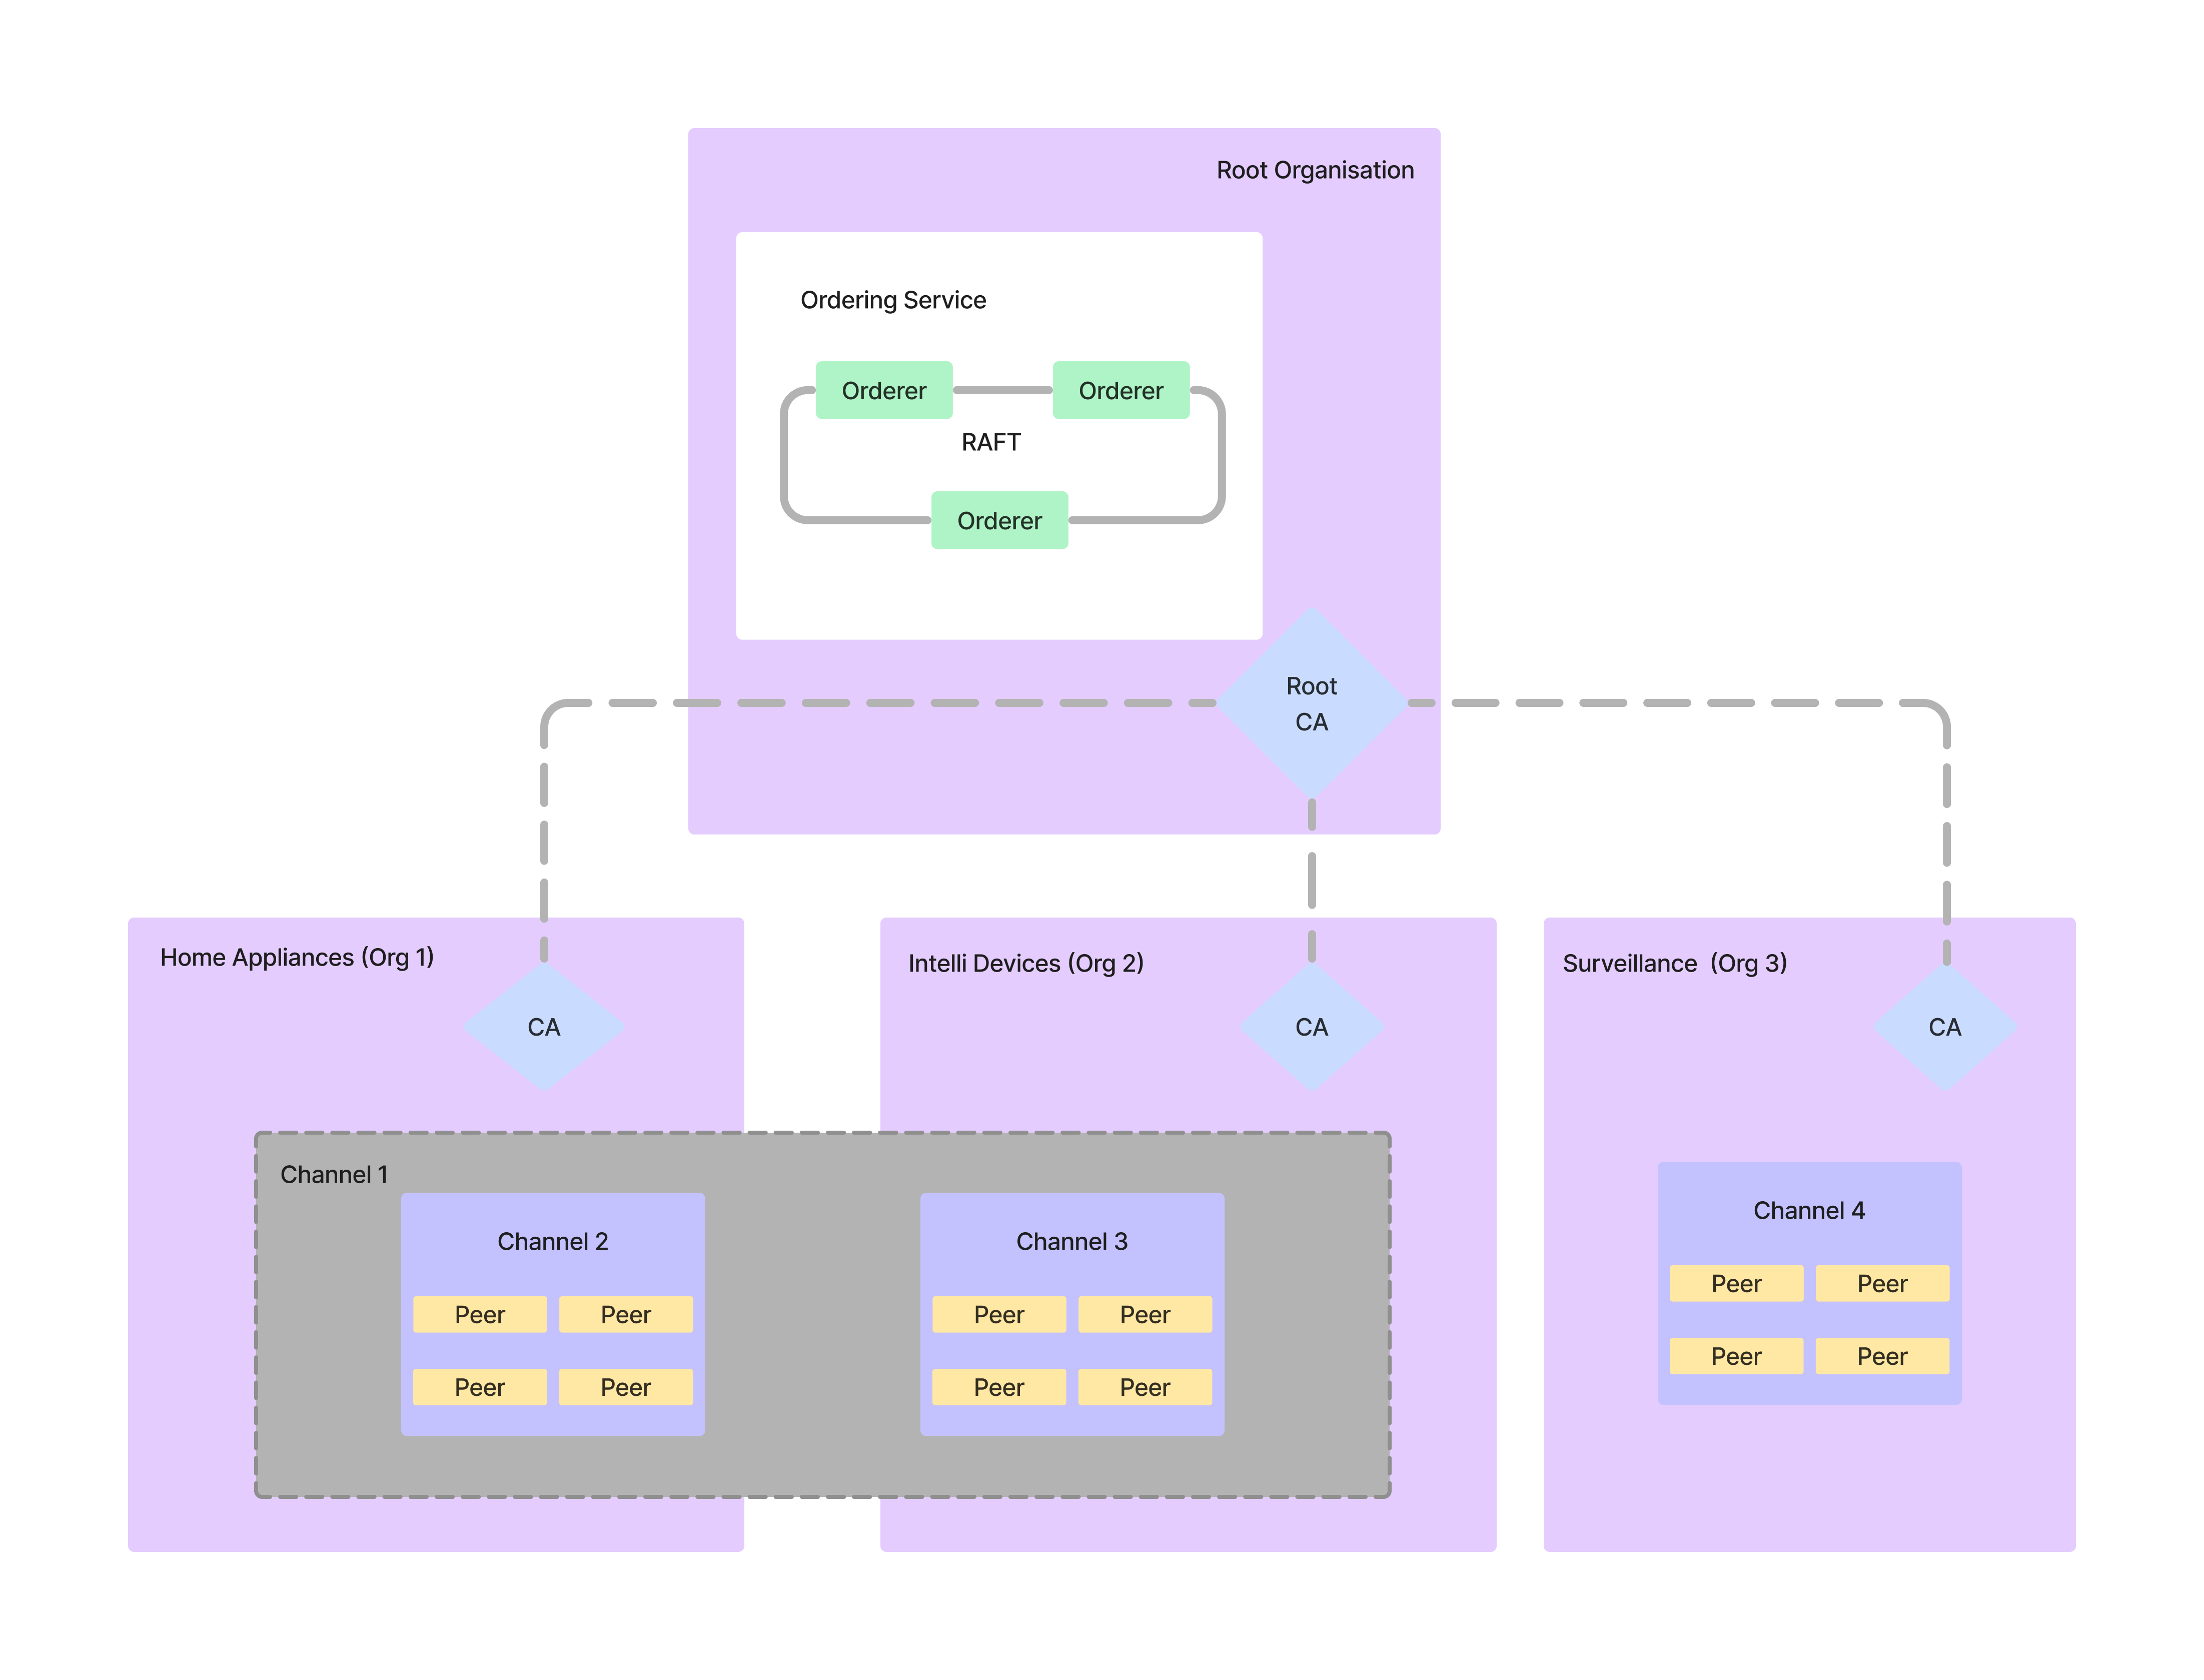 Root Organisation
Ordering Service
Orderer
Orderer
RAFT
Orderer
Root
CA
Home Appliances (Org 1)
CA
Intelli Devices (Org 2)
CA
Surveillance  (Org 3)
CA
Channel 1
Channel 2
Peer
Peer
Peer
Peer
Channel 3
Peer
Peer
Peer
Peer
Channel 4
Peer
Peer
Peer
Peer